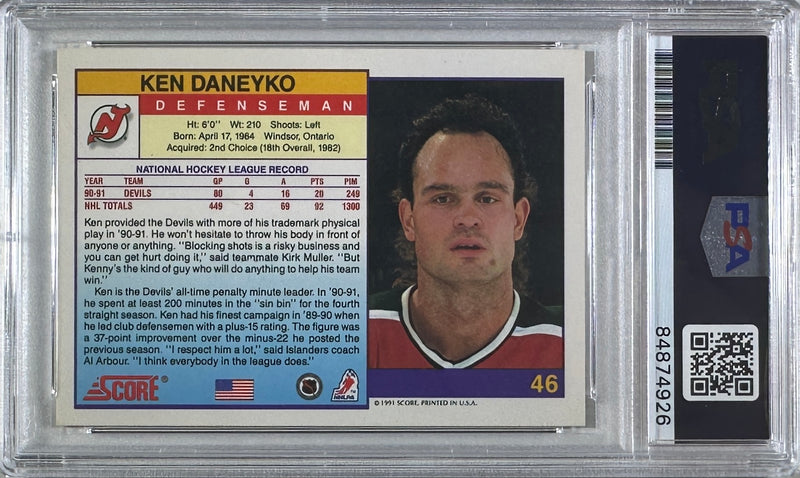 KEN DANEYKO
DEFENSEMAN
Ht: 6'0" Wt: 210 Shoots: Left
Born: April 17, 1964 Windsor, Ontario
Acquired: 2nd Choice (18th Overall, 1982)
NATIONAL HOCKEY LEAGUE RECORD
YEAR TEAM GP G A PTS PIM
90-91 DEVILS 80 4 16 20 249
NHL TOTALS 449 23 69 92 1300
Ken provided the Devils with more of his trademark physical
play in '90-91. He won't hesitate to throw his body in front of
anyone or anything. "Blocking shots is a risky business and
you can get hurt doing it," said teammate Kirk Muller. "But
Kenny's the kind of guy who will do anything to help his team
win."
Ken is the Devils' all-time penalty minute leader. In '90-91,
he spent at least 200 minutes in the "sin bin" for the fourth
straight season. Ken had his finest campaign in '89-90 when
he led club defensemen with a plus-15 rating. The figure was
a 37-point improvement over the minus-22 he posted the
previous season. "I respect him a lot," said Islanders coach
Al Arbour. "I think everybody in the league does."
SCORE®
NHL
NHLPA
46
© 1991 SCORE, PRINTED IN U.S.A.
PSA
84874926